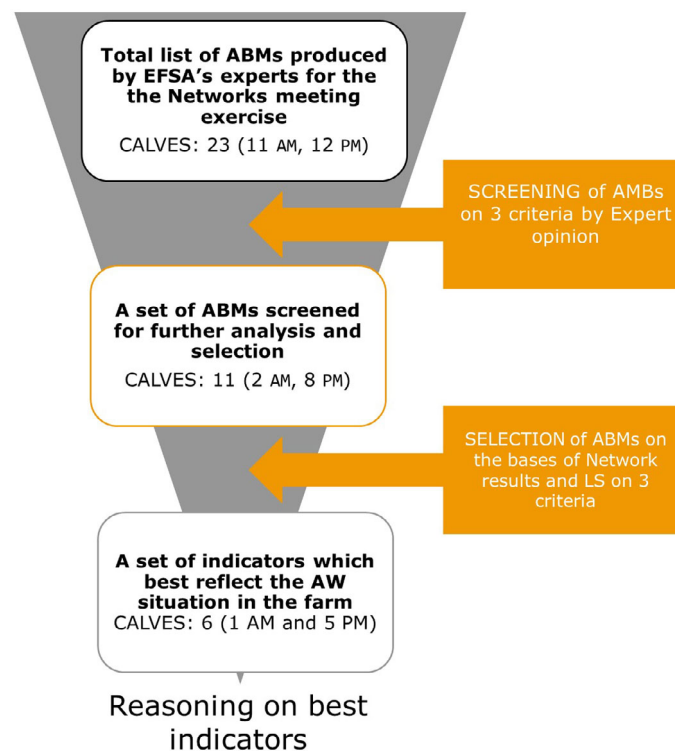 Total list of ABMs produced
by EFSA's experts for the
the Networks meeting
exercise
CALVES: 23 (11 AM, 12 PM)
SCREENING of AMBs
on 3 criteria by Expert
opinion
A set of ABMs screened
for further analysis and
selection
CALVES: 11 (2 AM, 8 PM)
SELECTION of ABMs on
the bases of Network
results and LS on 3
criteria
A set of indicators which
best reflect the AW
situation in the farm
CALVES: 6 (1 AM and 5 PM)
Reasoning on best
indicators